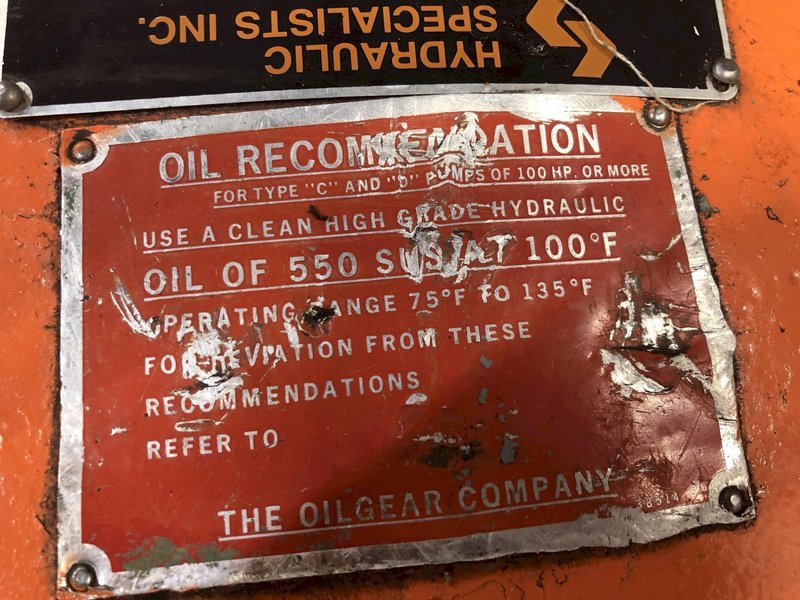 HYDRAULIC
SPECIALISTS INC.
OIL RECOMMENDATION
FOR TYPE "C" AND "D" PUMPS OF 100 HP. OR MORE
USE A CLEAN HIGH GRADE HYDRAULIC
OIL OF 550 SUS AT 100°F
OPERATING RANGE 75°F TO 135°F
FOR DEVIATION FROM THESE
RECOMMENDATIONS
REFER TO
THE OILGEAR COMPANY